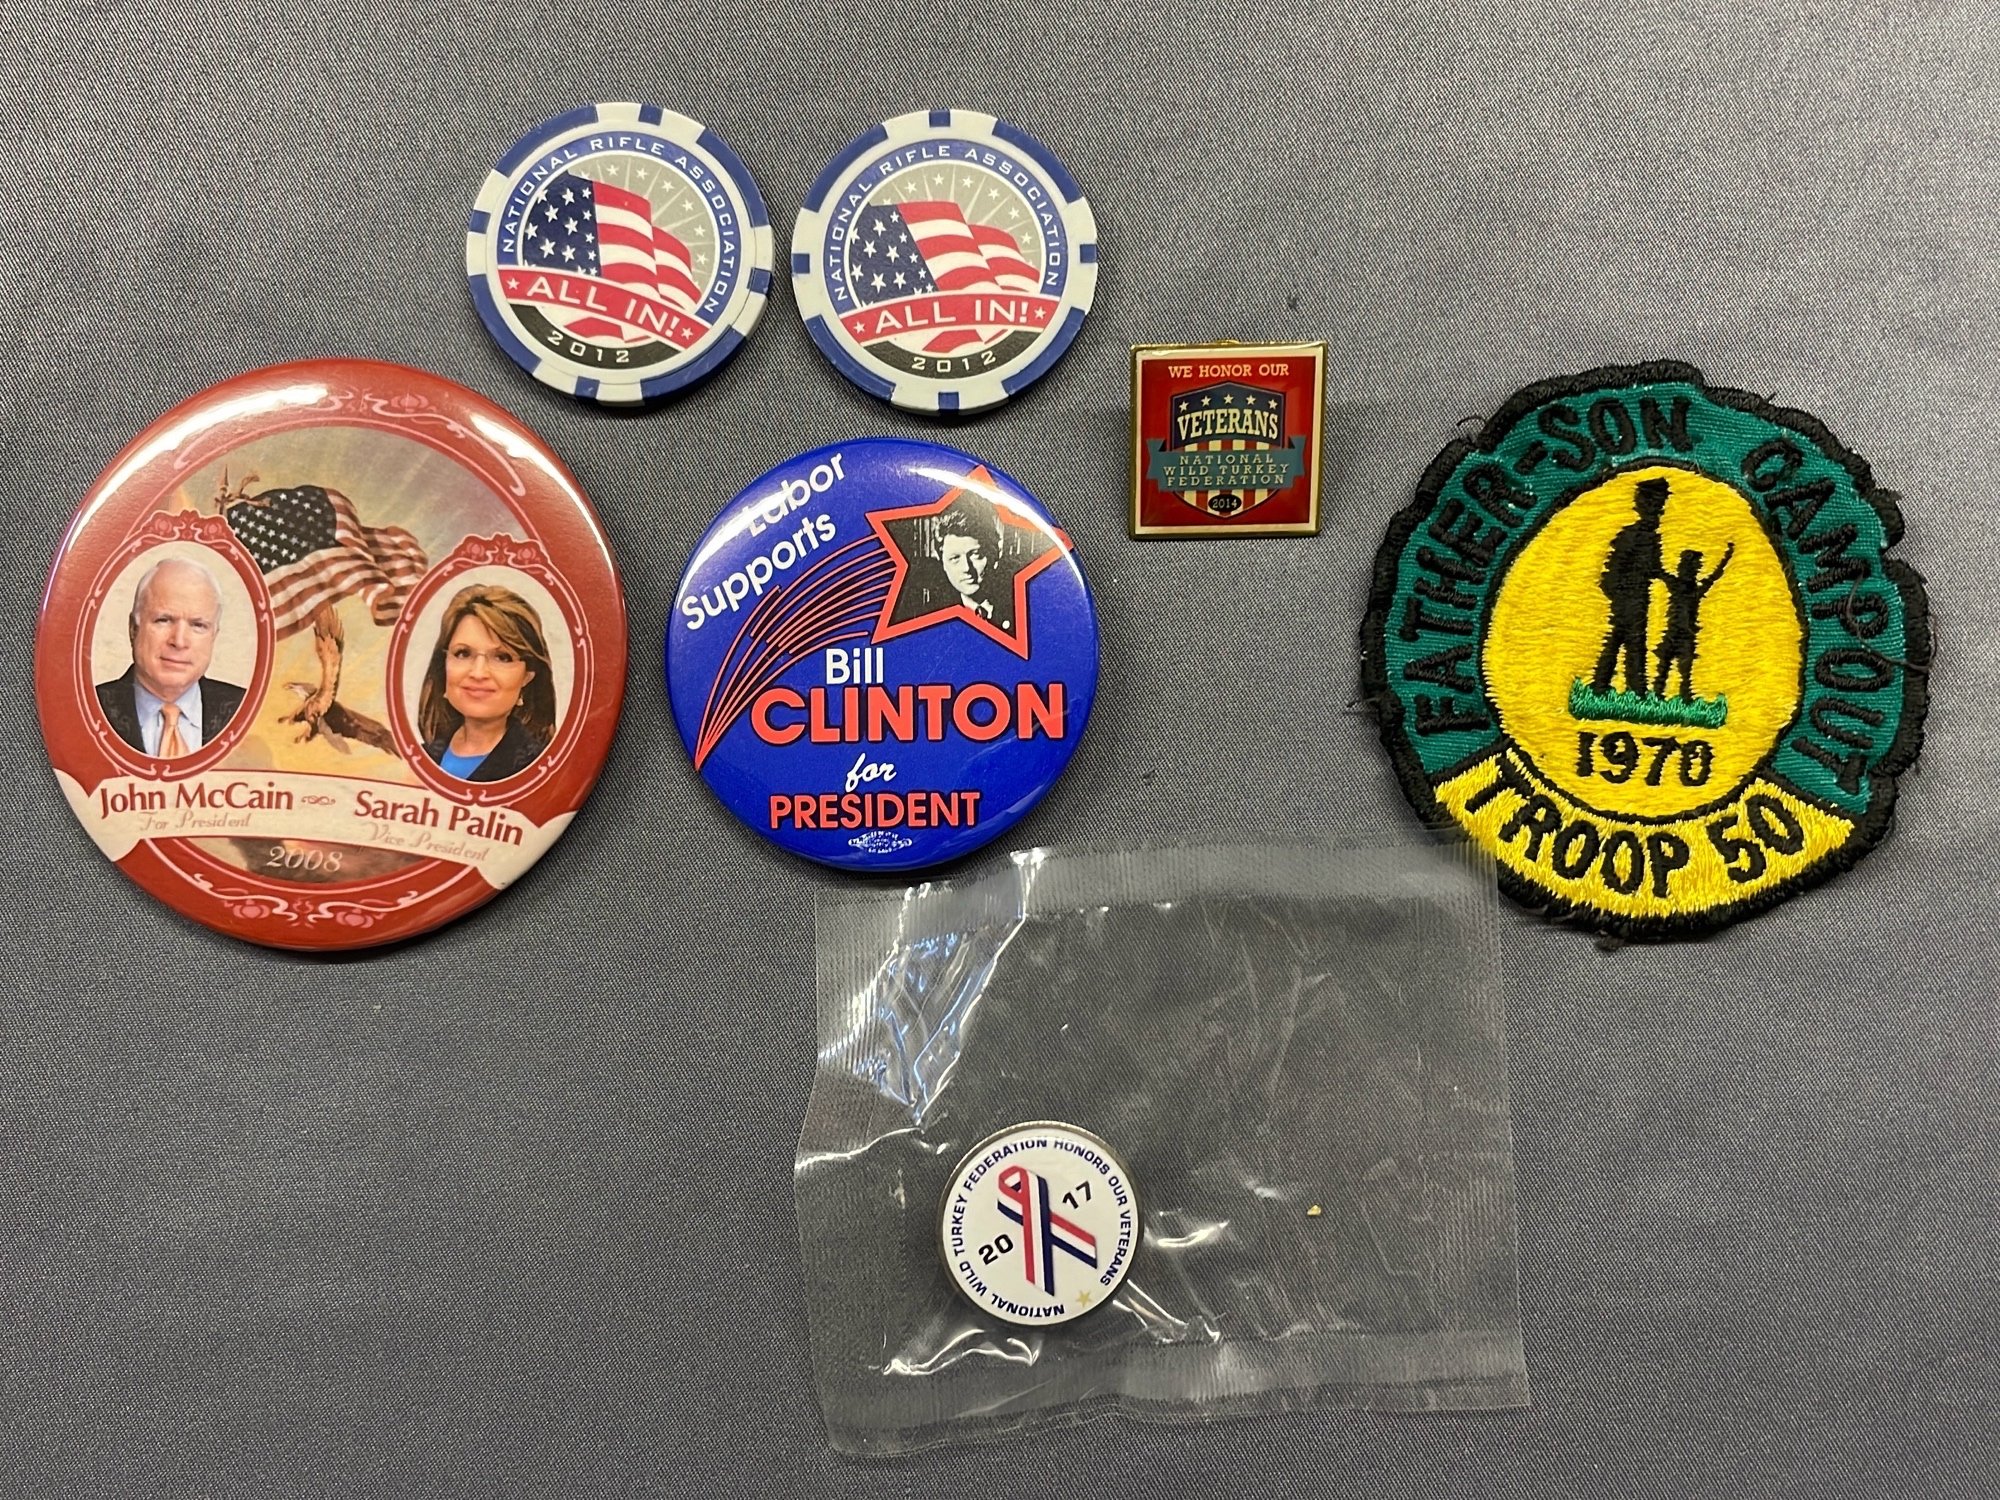 NATIONAL RIFLE ASSOCIATION
ALL IN!
2012
NATIONAL RIFLE ASSOCIATION
ALL IN!
2012
WE HONOR OUR
VETERANS
NATIONAL
WILD TURKEY
FEDERATION
2014
John McCain
For President
Sarah Palin
Vice President
2008
Labor
Supports
Bill
CLINTON
for
PRESIDENT
FATHER-SON CAMPOUT
1970
TROOP 50
NATIONAL WILD TURKEY FEDERATION HONORS OUR VETERANS
2017